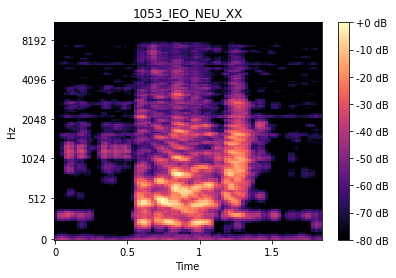 1053_IEO_NEU_XX
+0 dB
8192
-10 dB
4096
-20 dB
-30 dB
2048
Hz
-40 dB
1024
-50 dB
512
-60 dB
-70 dB
0
-80 dB
0
0.5
1
1.5
Time